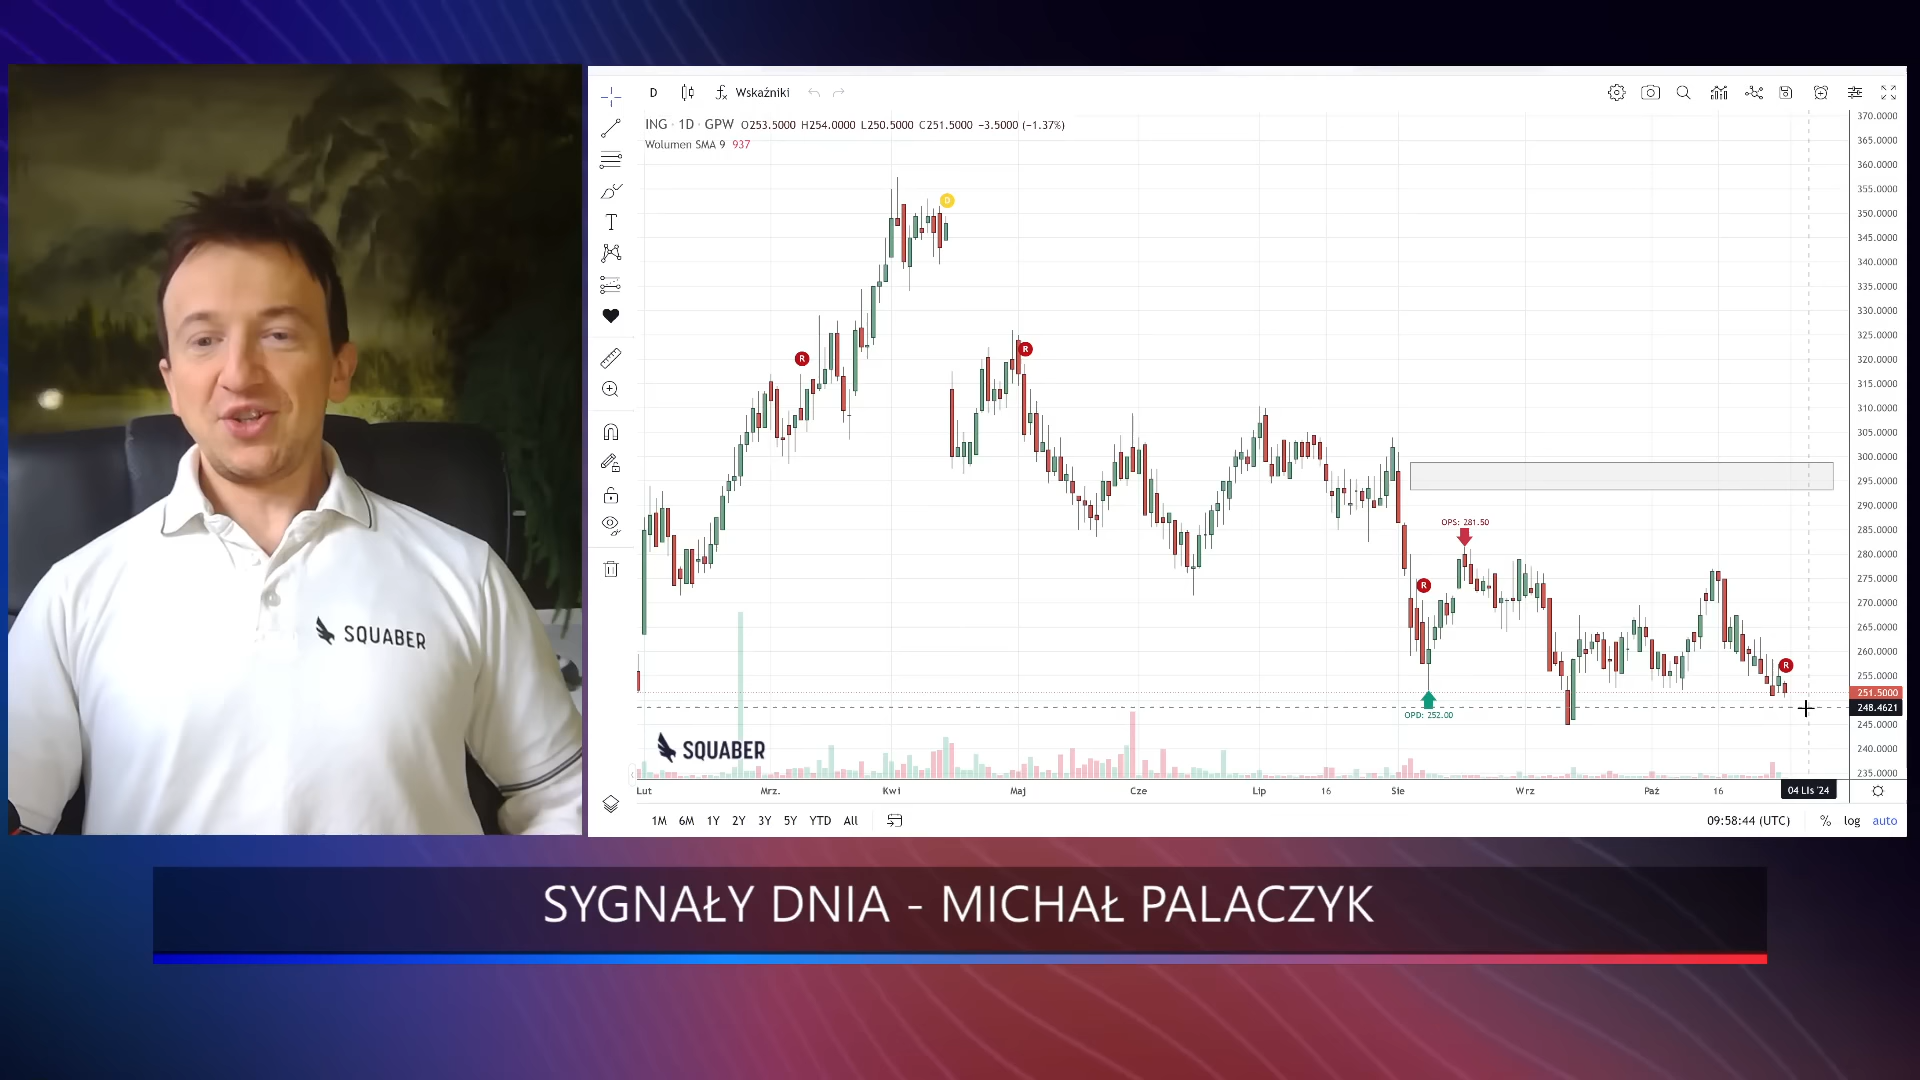 D
Wskaźniki
ING · 1D · GPW O253.5000 H254.0000 L250.5000 C251.5000 −3.5000 (−1.37%)
Wolumen SMA 9 937
370.0000
365.0000
360.0000
355.0000
350.0000
345.0000
340.0000
335.0000
330.0000
325.0000
320.0000
315.0000
310.0000
305.0000
300.0000
295.0000
290.0000
285.0000
280.0000
275.0000
270.0000
265.0000
260.0000
255.0000
251.5000
248.4621
245.0000
240.0000
235.0000
D
R
R
OPS: 281.50
R
R
OPD: 252.00
SQUABER
SQUABER
Lut Mrz. Kwi Maj Cze Lip 16 Sie Wrz Paź 16 04 Lis '24
1M 6M 1Y 2Y 3Y 5Y YTD All 09:58:44 (UTC) % log auto
SYGNAŁY DNIA - MICHAŁ PALACZYK